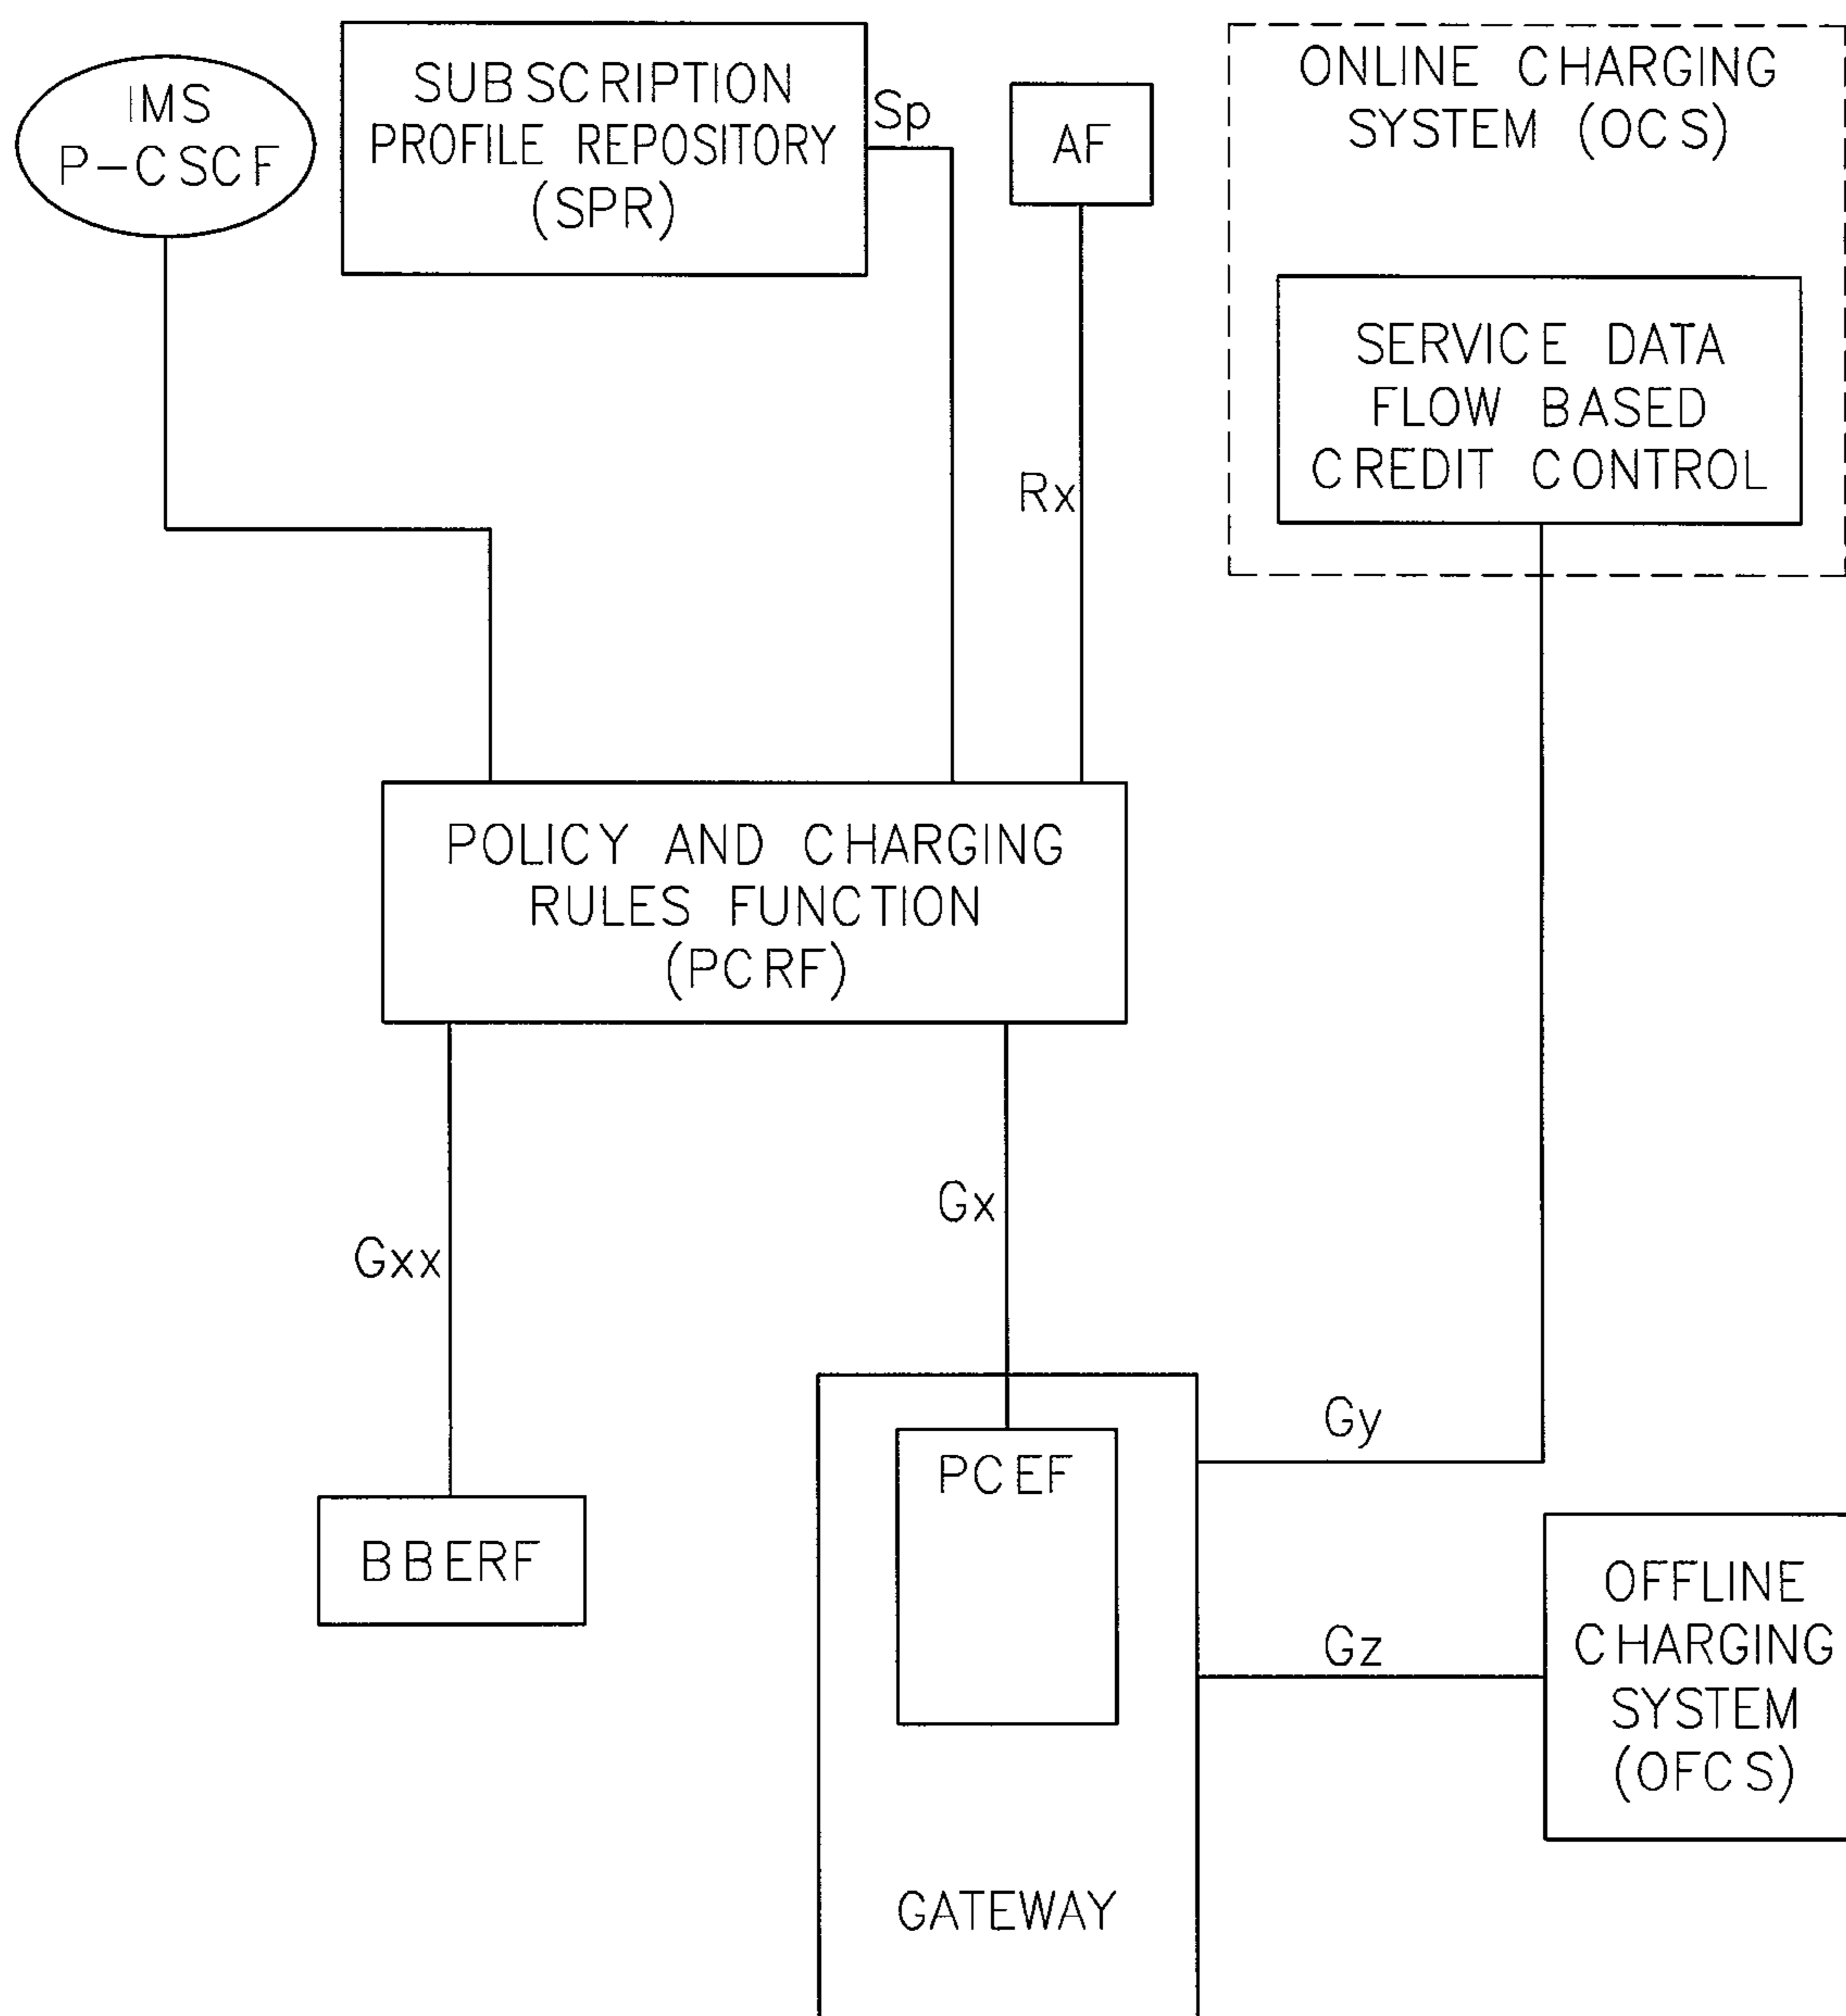 IMS
P-CSCF
SUBSCRIPTION
PROFILE REPOSITORY
(SPR)
Sp
AF
ONLINE CHARGING
SYSTEM (OCS)
SERVICE DATA
FLOW BASED
CREDIT CONTROL
Rx
POLICY AND CHARGING
RULES FUNCTION
(PCRF)
Gxx
Gx
Gy
PCEF
BBERF
Gz
OFFLINE
CHARGING
SYSTEM
(OFCS)
GATEWAY